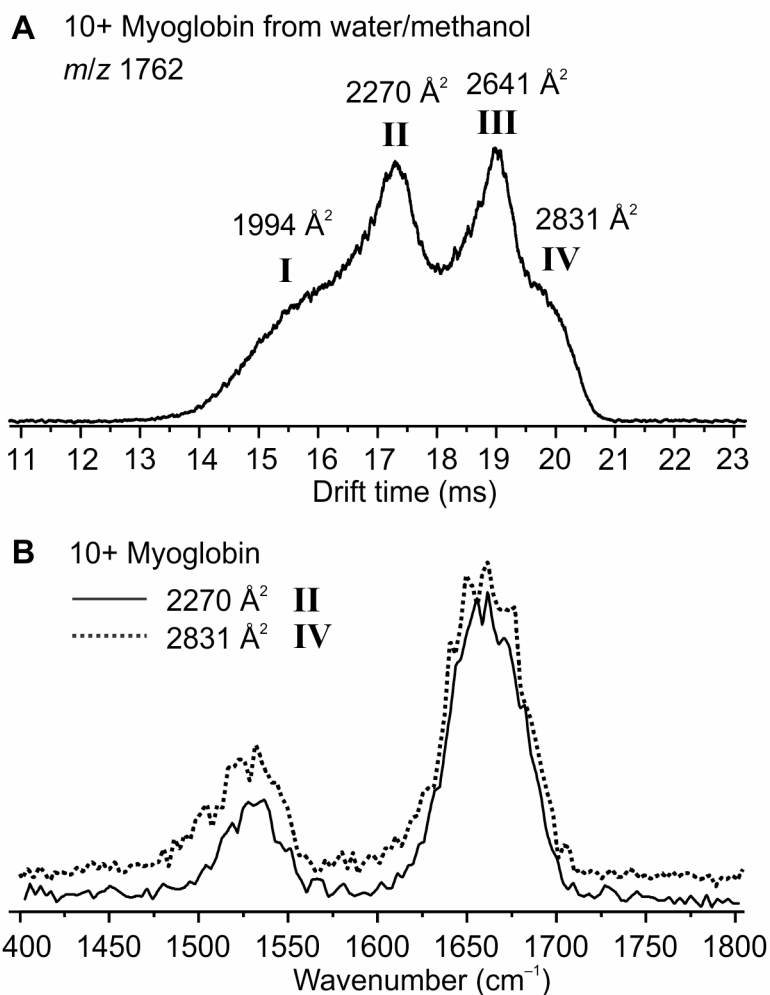 A 10+ Myoglobin from water/methanol
m/z 1762
2270 Å² 2641 Å²
II III
1994 Å² 2831 Å²
I IV
11 12 13 14 15 16 17 18 19 20 21 22 23
Drift time (ms)
B 10+ Myoglobin
2270 Å² II
2831 Å² IV
400 1450 1500 1550 1600 1650 1700 1750 1800
Wavenumber (cm⁻¹)